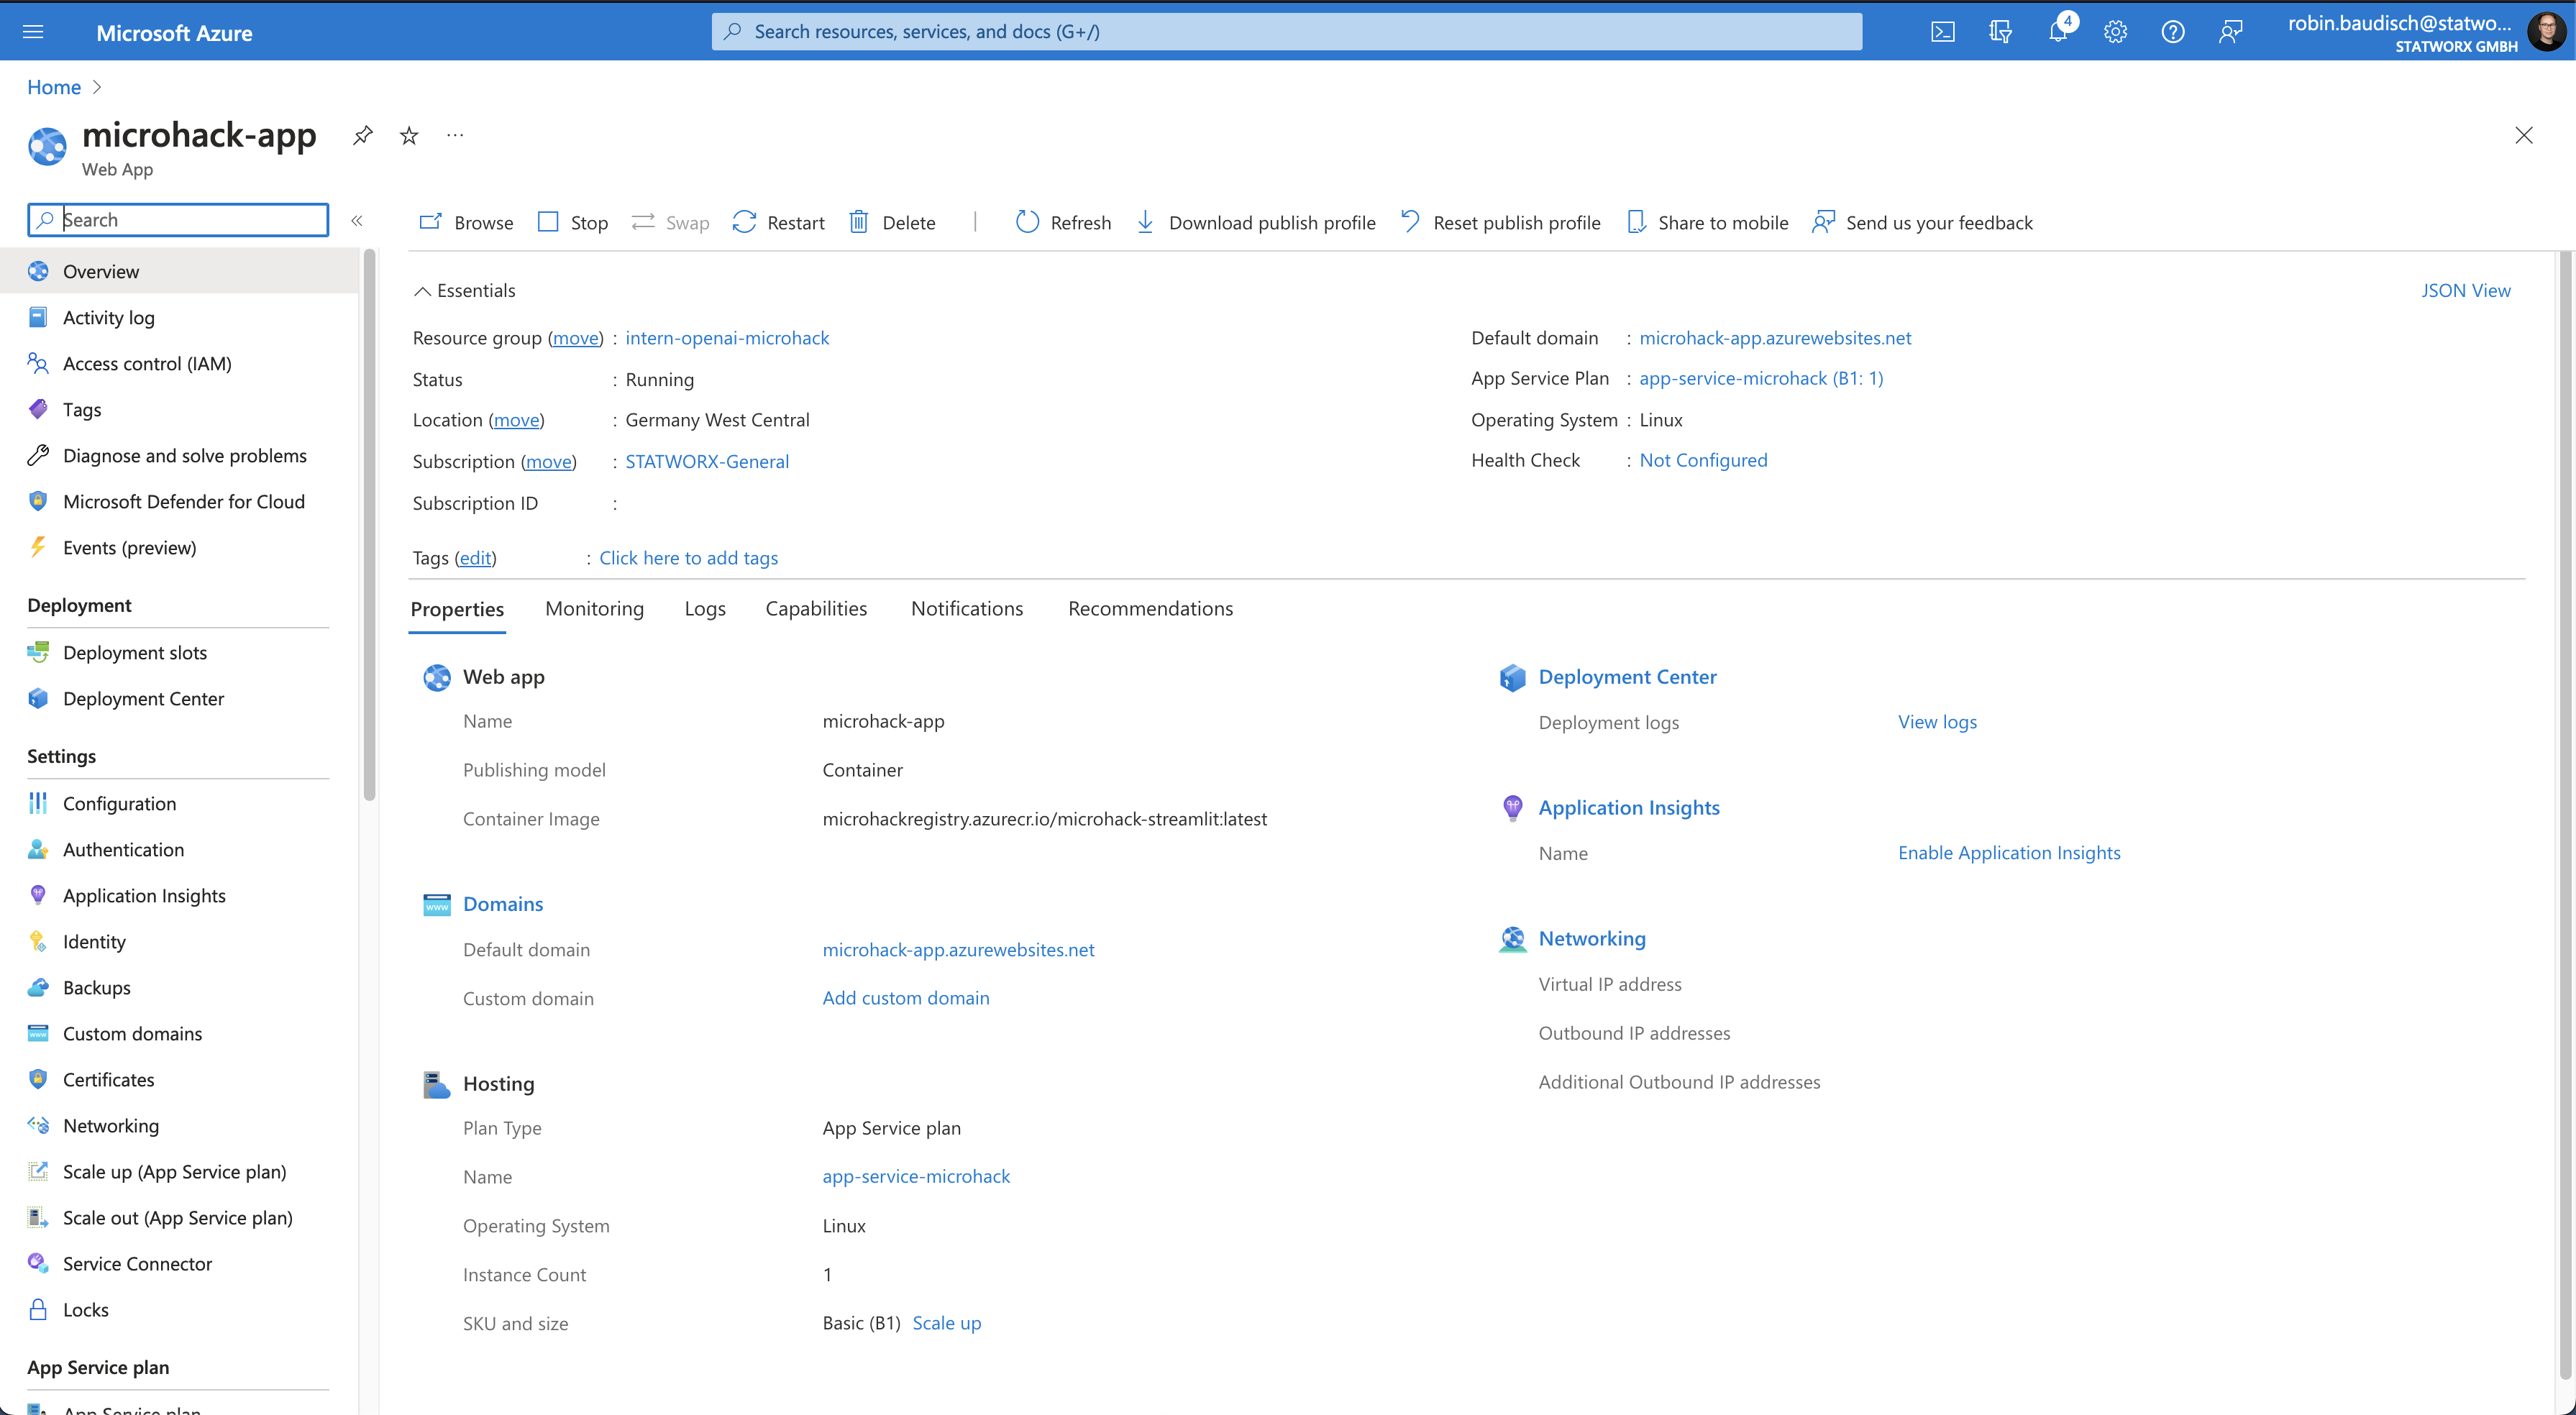 Microsoft Azure
Search resources, services, and docs (G+/)
4
robin.baudisch@statwo...
STATWORX GMBH
Home
microhack-app
Web App
Search
Browse
Stop
Swap
Restart
Delete
Refresh
Download publish profile
Reset publish profile
Share to mobile
Send us your feedback
Overview
Activity log
Access control (IAM)
Tags
Diagnose and solve problems
Microsoft Defender for Cloud
Events (preview)
Deployment
Deployment slots
Deployment Center
Settings
Configuration
Authentication
Application Insights
Identity
Backups
Custom domains
Certificates
Networking
Scale up (App Service plan)
Scale out (App Service plan)
Service Connector
Locks
App Service plan
App Service plan
Essentials
JSON View
Resource group (move) : intern-openai-microhack
Status : Running
Location (move) : Germany West Central
Subscription (move) : STATWORX-General
Subscription ID :
Default domain : microhack-app.azurewebsites.net
App Service Plan : app-service-microhack (B1: 1)
Operating System : Linux
Health Check : Not Configured
Tags (edit) : Click here to add tags
Properties
Monitoring
Logs
Capabilities
Notifications
Recommendations
Web app
Name microhack-app
Publishing model Container
Container Image microhackregistry.azurecr.io/microhack-streamlit:latest
www
Domains
Default domain microhack-app.azurewebsites.net
Custom domain Add custom domain
Hosting
Plan Type App Service plan
Name app-service-microhack
Operating System Linux
Instance Count 1
SKU and size Basic (B1) Scale up
Deployment Center
Deployment logs View logs
Application Insights
Name Enable Application Insights
Networking
Virtual IP address
Outbound IP addresses
Additional Outbound IP addresses